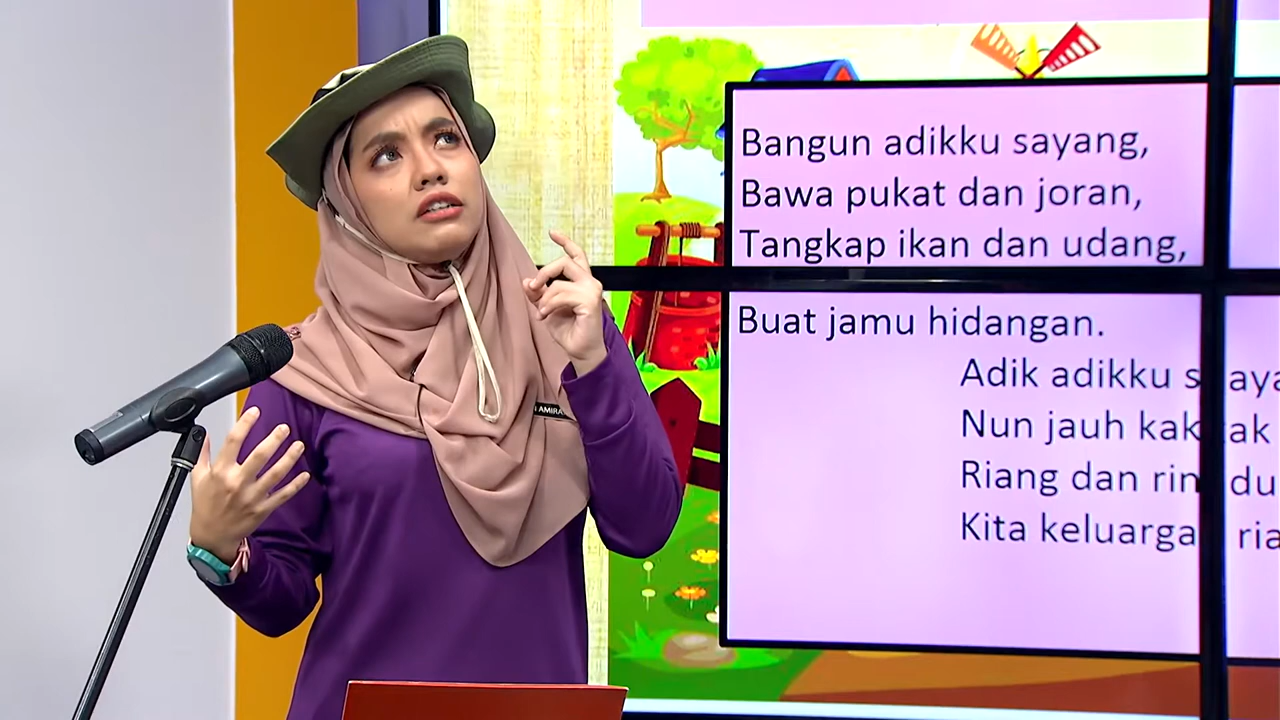 Bangun adikku sayang,
Bawa pukat dan joran,
Tangkap ikan dan udang,
Buat jamu hidangan.
Adik adikku
Nun jauh
Riang dan
Kita keluarga
AMIRA